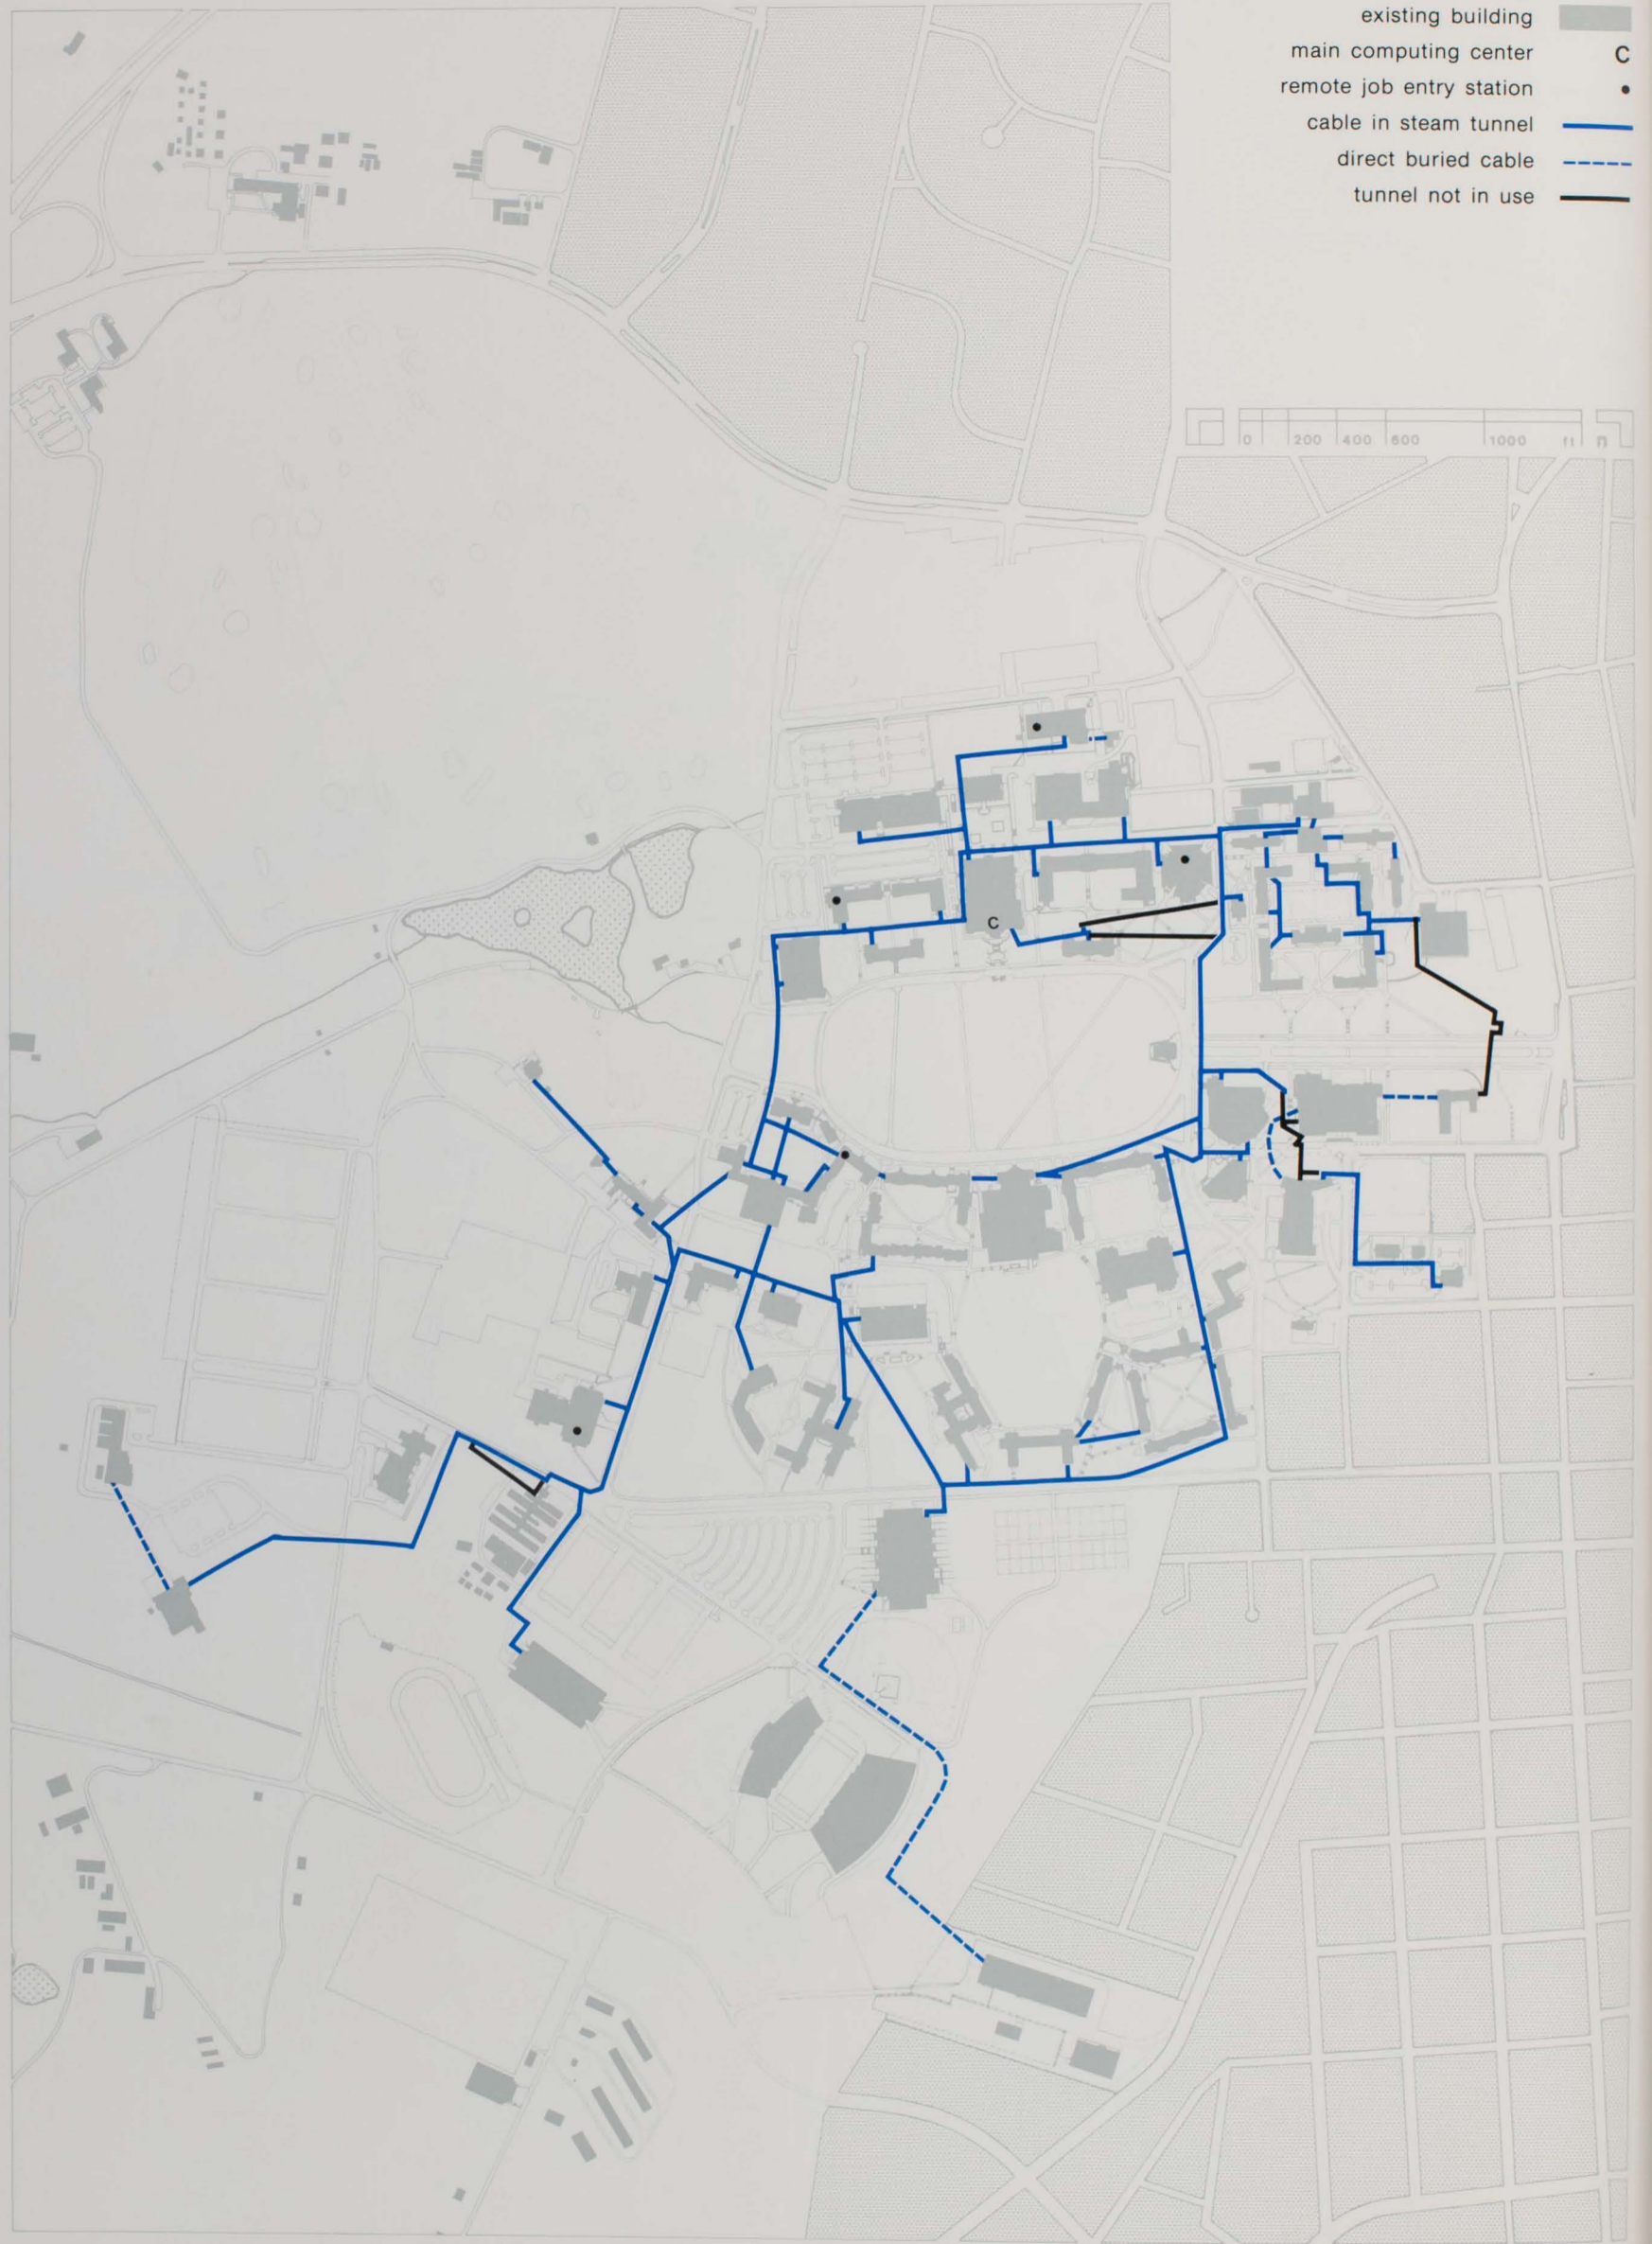 existing building
main computing center C
remote job entry station
cable in steam tunnel
direct buried cable
tunnel not in use
0 200 400 600 1000 ft n
C